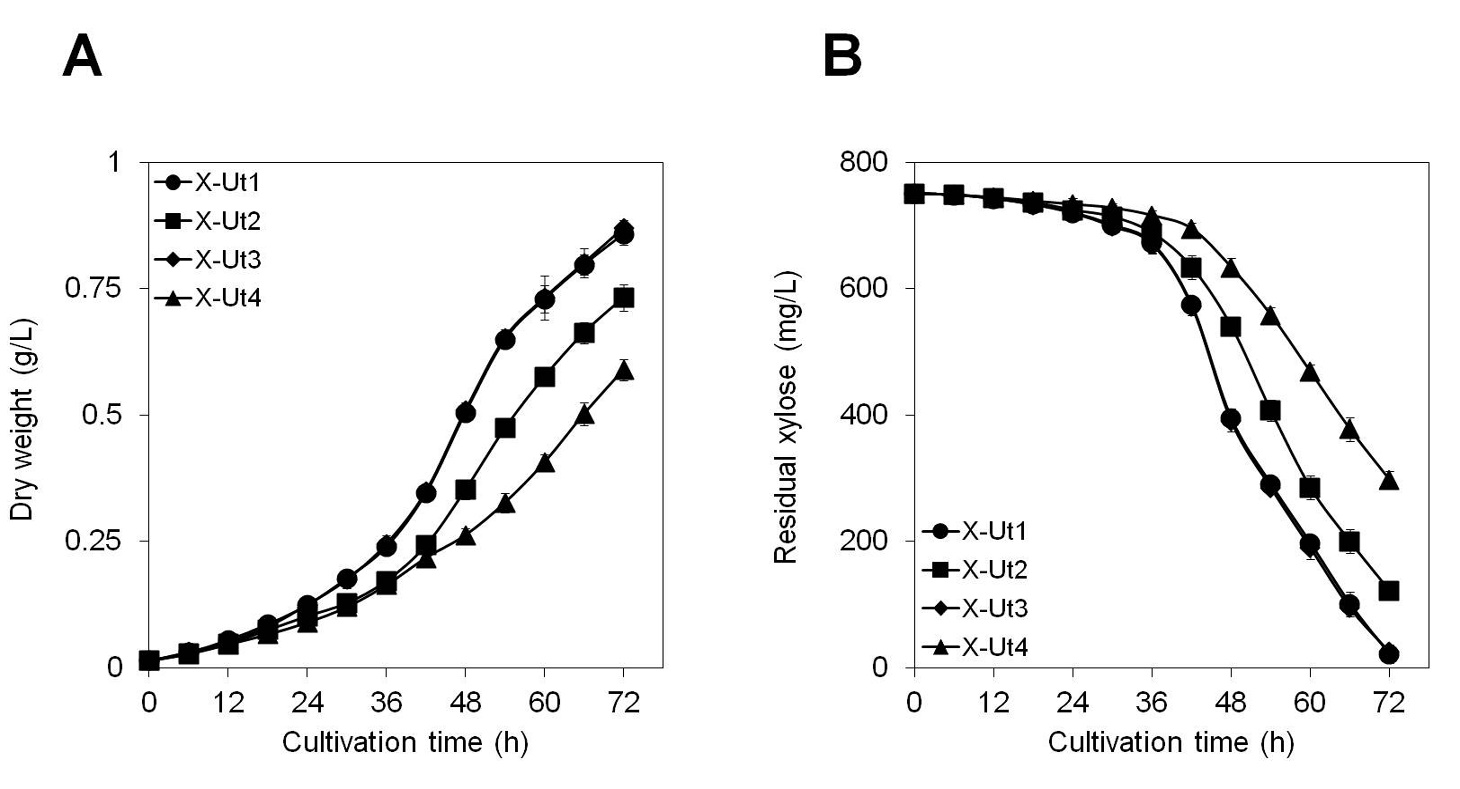 A
Dry weight (g/L)
1
0.75
0.5
0.25
0
X-Ut1
X-Ut2
X-Ut3
X-Ut4
0 12 24 36 48 60 72
Cultivation time (h)
B
Residual xylose (mg/L)
800
600
400
200
0
X-Ut1
X-Ut2
X-Ut3
X-Ut4
0 12 24 36 48 60 72
Cultivation time (h)